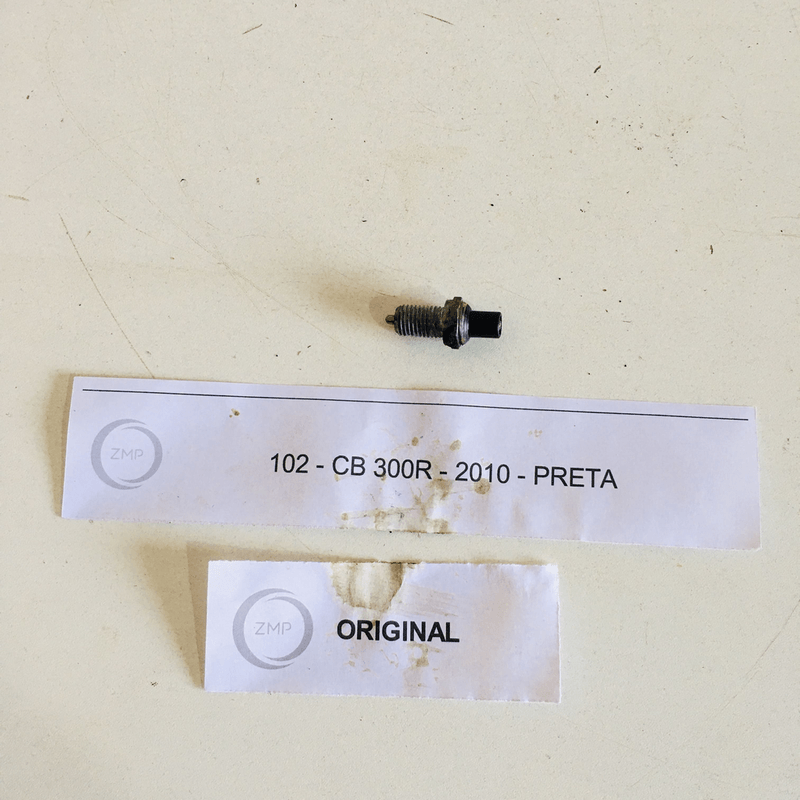 ZMP
102 - CB 300R - 2010 - PRETA
ZMP
ORIGINAL